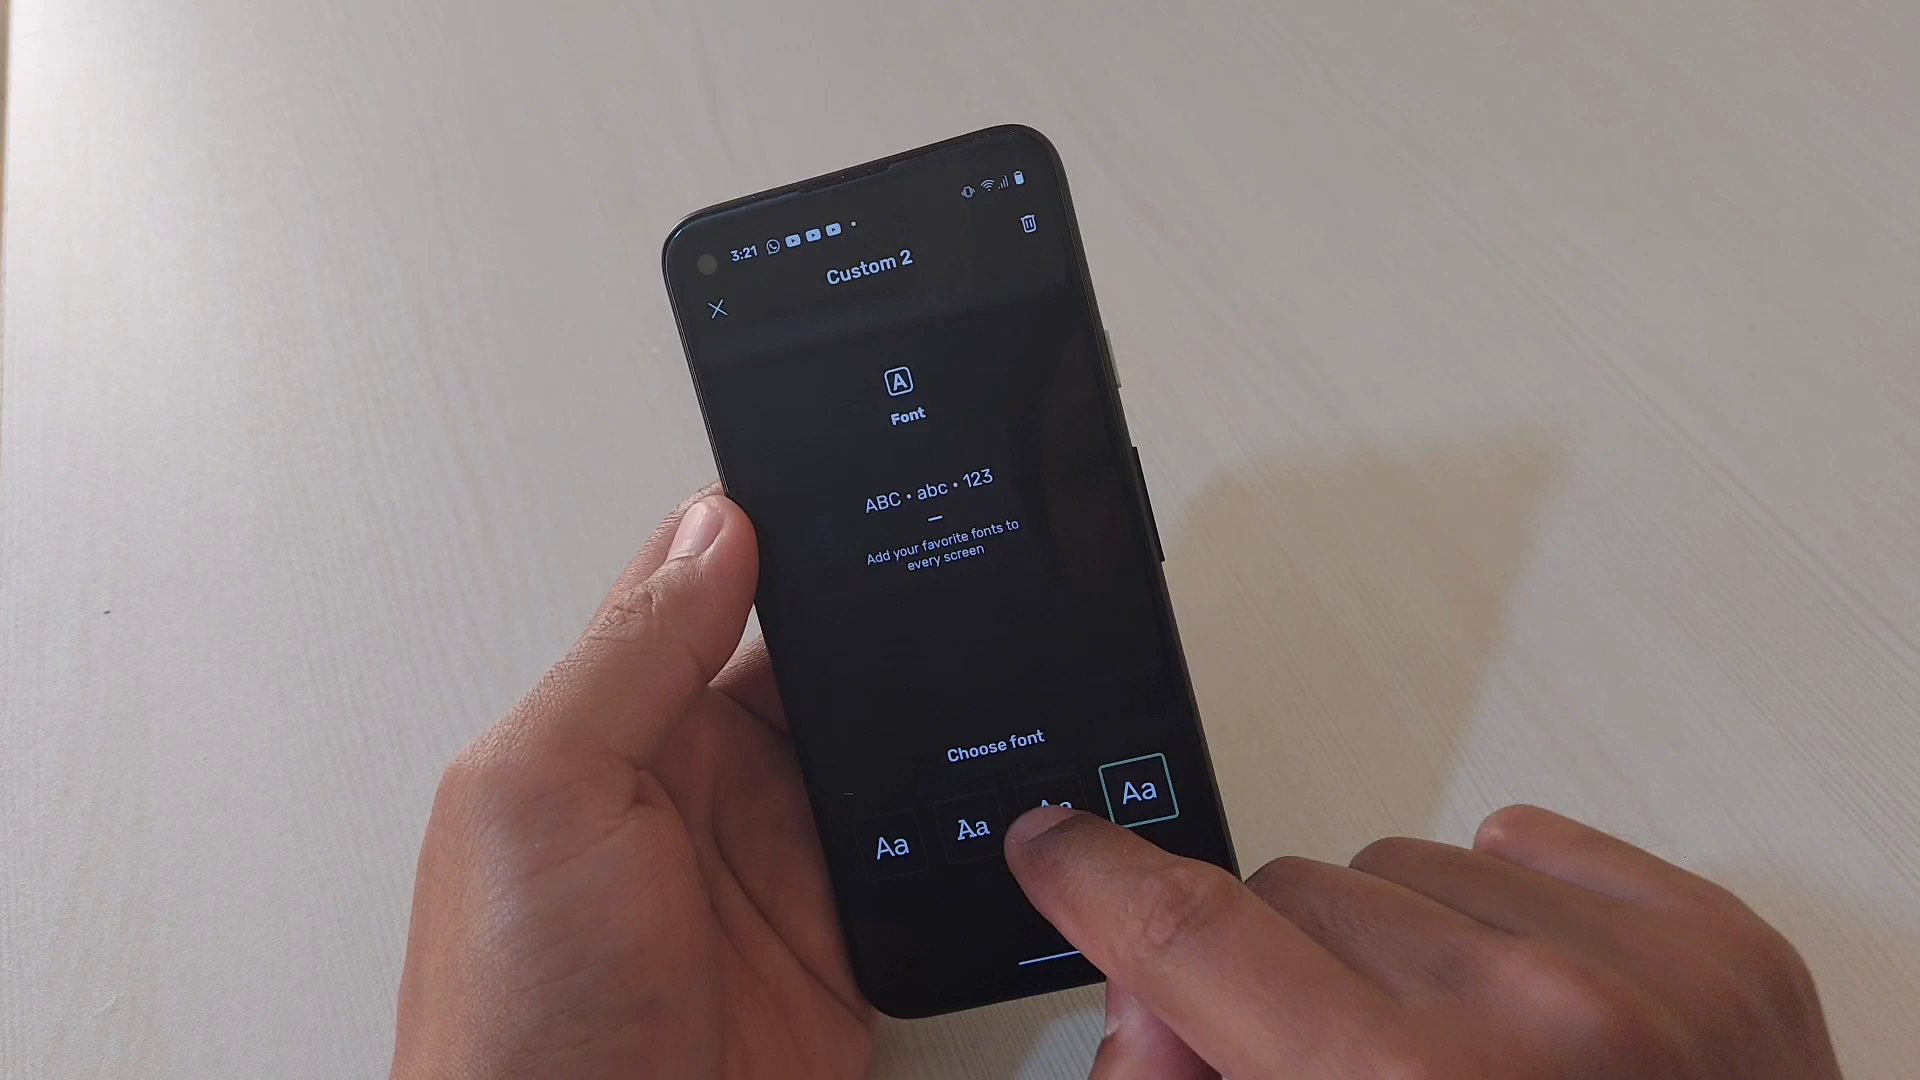 3:21
Custom 2
A
Font
ABC • abc • 123
Add your favorite fonts to
every screen
Choose font
Aa Aa Aa Aa